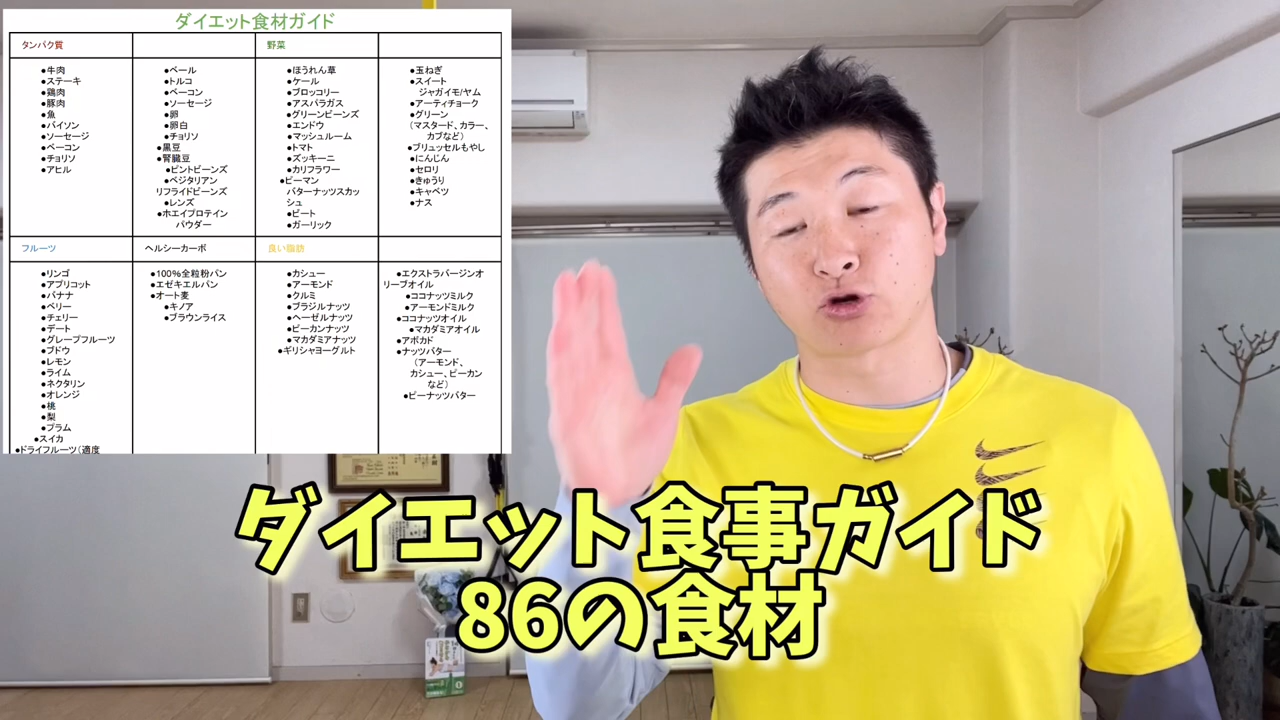 ダイエット食材ガイド
タンパク質
●牛肉
●ステーキ
●鶏肉
●豚肉
●魚
●バイソン
●ソーセージ
●ベーコン
●チョリソ
●アヒル
●ベール
●トルコ
●ベーコン
●ソーセージ
●卵
●卵白
●チョリソ
●黒豆
●腎臓豆
●ピントビーンズ
●ベジタリアン
リフライドビーンズ
●レンズ
●ホエイプロテイン
パウダー
野菜
●ほうれん草
●ケール
●ブロッコリー
●アスパラガス
●グリーンビーンズ
●エンドウ
●マッシュルーム
●トマト
●ズッキーニ
●カリフラワー
●ピーマン
バターナッツスカッ
シュ
●ビート
●ガーリック
●玉ねぎ
●スイート
ジャガイモ/ヤム
●アーティチョーク
●グリーン
（マスタード、カラー、
カブなど）
●ブリュッセルもやし
●にんじん
●セロリ
●きゅうり
●キャベツ
●ナス
フルーツ
●リンゴ
●アプリコット
●バナナ
●ベリー
●チェリー
●デート
●グレープフルーツ
●ブドウ
●レモン
●ライム
●ネクタリン
●オレンジ
●桃
●梨
●プラム
●スイカ
●ドライフルーツ（適度
ヘルシーカーボ
●100%全粒粉パン
●エゼキエルパン
●オート麦
●キノア
●ブラウンライス
良い脂肪
●カシュー
●アーモンド
●クルミ
●ブラジルナッツ
●ヘーゼルナッツ
●ピーカンナッツ
●マカダミアナッツ
●ギリシャヨーグルト
●エクストラバージンオ
リーブオイル
●ココナッツミルク
●アーモンドミルク
●ココナッツオイル
●マカダミアオイル
●アボカド
●ナッツバター
（アーモンド、
カシュー、ピーカン
など）
●ピーナッツバター
ダイエット食事ガイド
86の食材